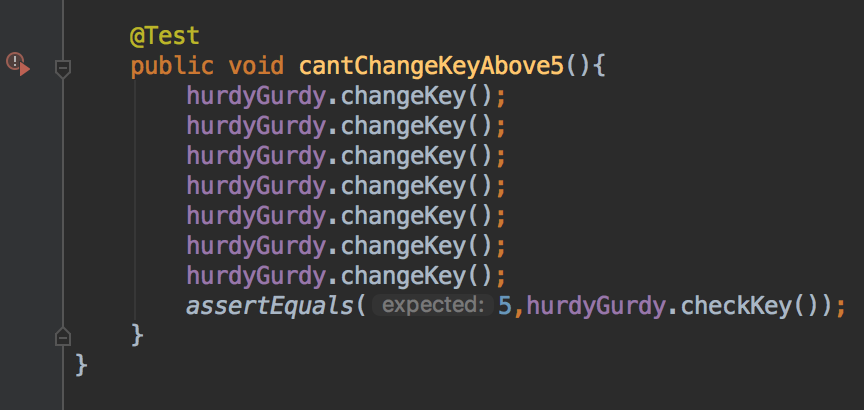 @Test
public void cantChangeKeyAbove5(){
hurdyGurdy.changeKey();
hurdyGurdy.changeKey();
hurdyGurdy.changeKey();
hurdyGurdy.changeKey();
hurdyGurdy.changeKey();
hurdyGurdy.changeKey();
hurdyGurdy.changeKey();
assertEquals( expected: 5,hurdyGurdy.checkKey());
}
}